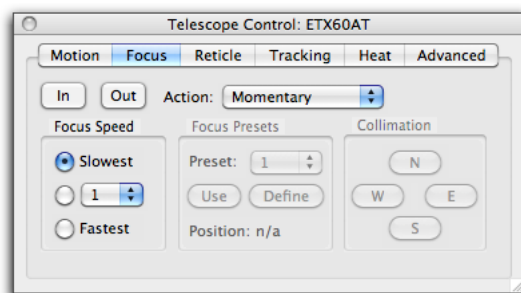 Telescope Control: ETX60AT
Motion Focus Reticle Tracking Heat Advanced
In Out Action: Momentary
Focus Speed Focus Presets Collimation
Slowest Preset: 1 N
1 Use Define W E
Fastest Position: n/a S